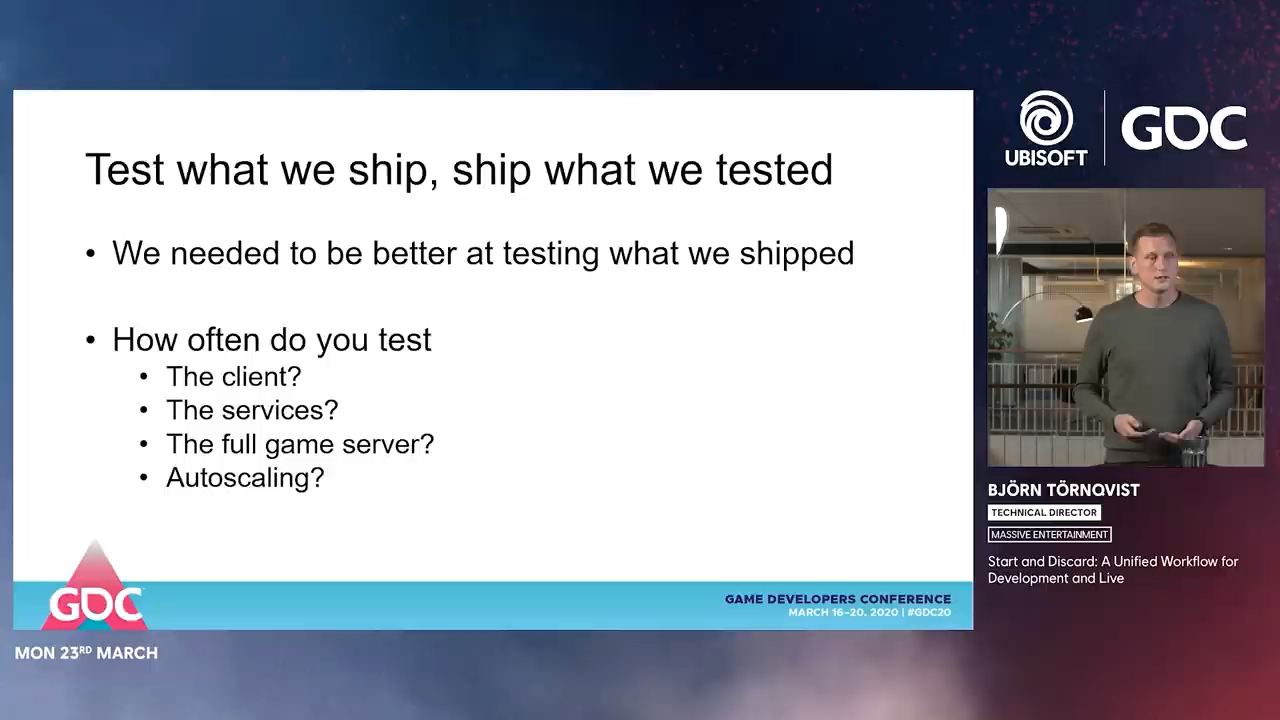 Test what we ship, ship what we tested
• We needed to be better at testing what we shipped
• How often do you test
• The client?
• The services?
• The full game server?
• Autoscaling?
GDC
GAME DEVELOPERS CONFERENCE
MARCH 16–20, 2020 | #GDC20
MON 23RD MARCH
UBISOFT
GDC
BJÖRN TÖRNQVIST
TECHNICAL DIRECTOR
MASSIVE ENTERTAINMENT
Start and Discard: A Unified Workflow for
Development and Live